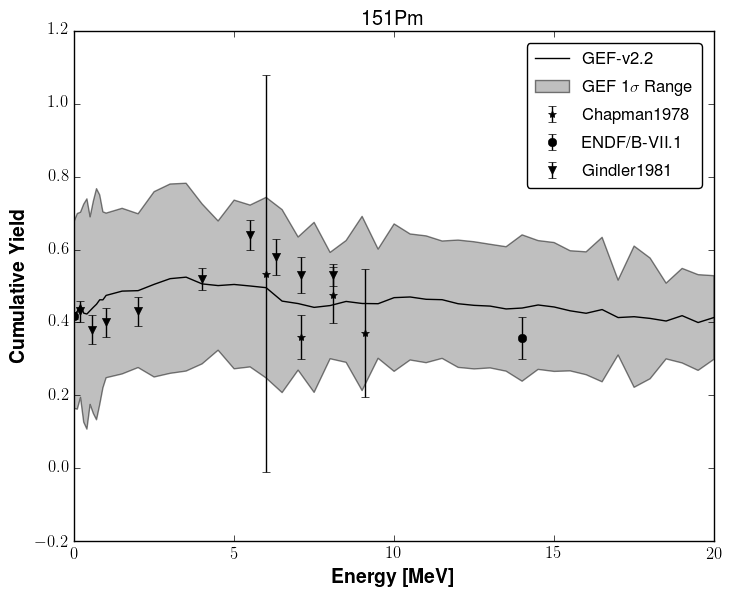 151Pm
1.2
1.0
0.8
0.6
0.4
0.2
0.0
−0.2
Cumulative Yield
GEF-v2.2
GEF 1σ Range
Chapman1978
ENDF/B-VII.1
Gindler1981
0 5 10 15 20
Energy [MeV]